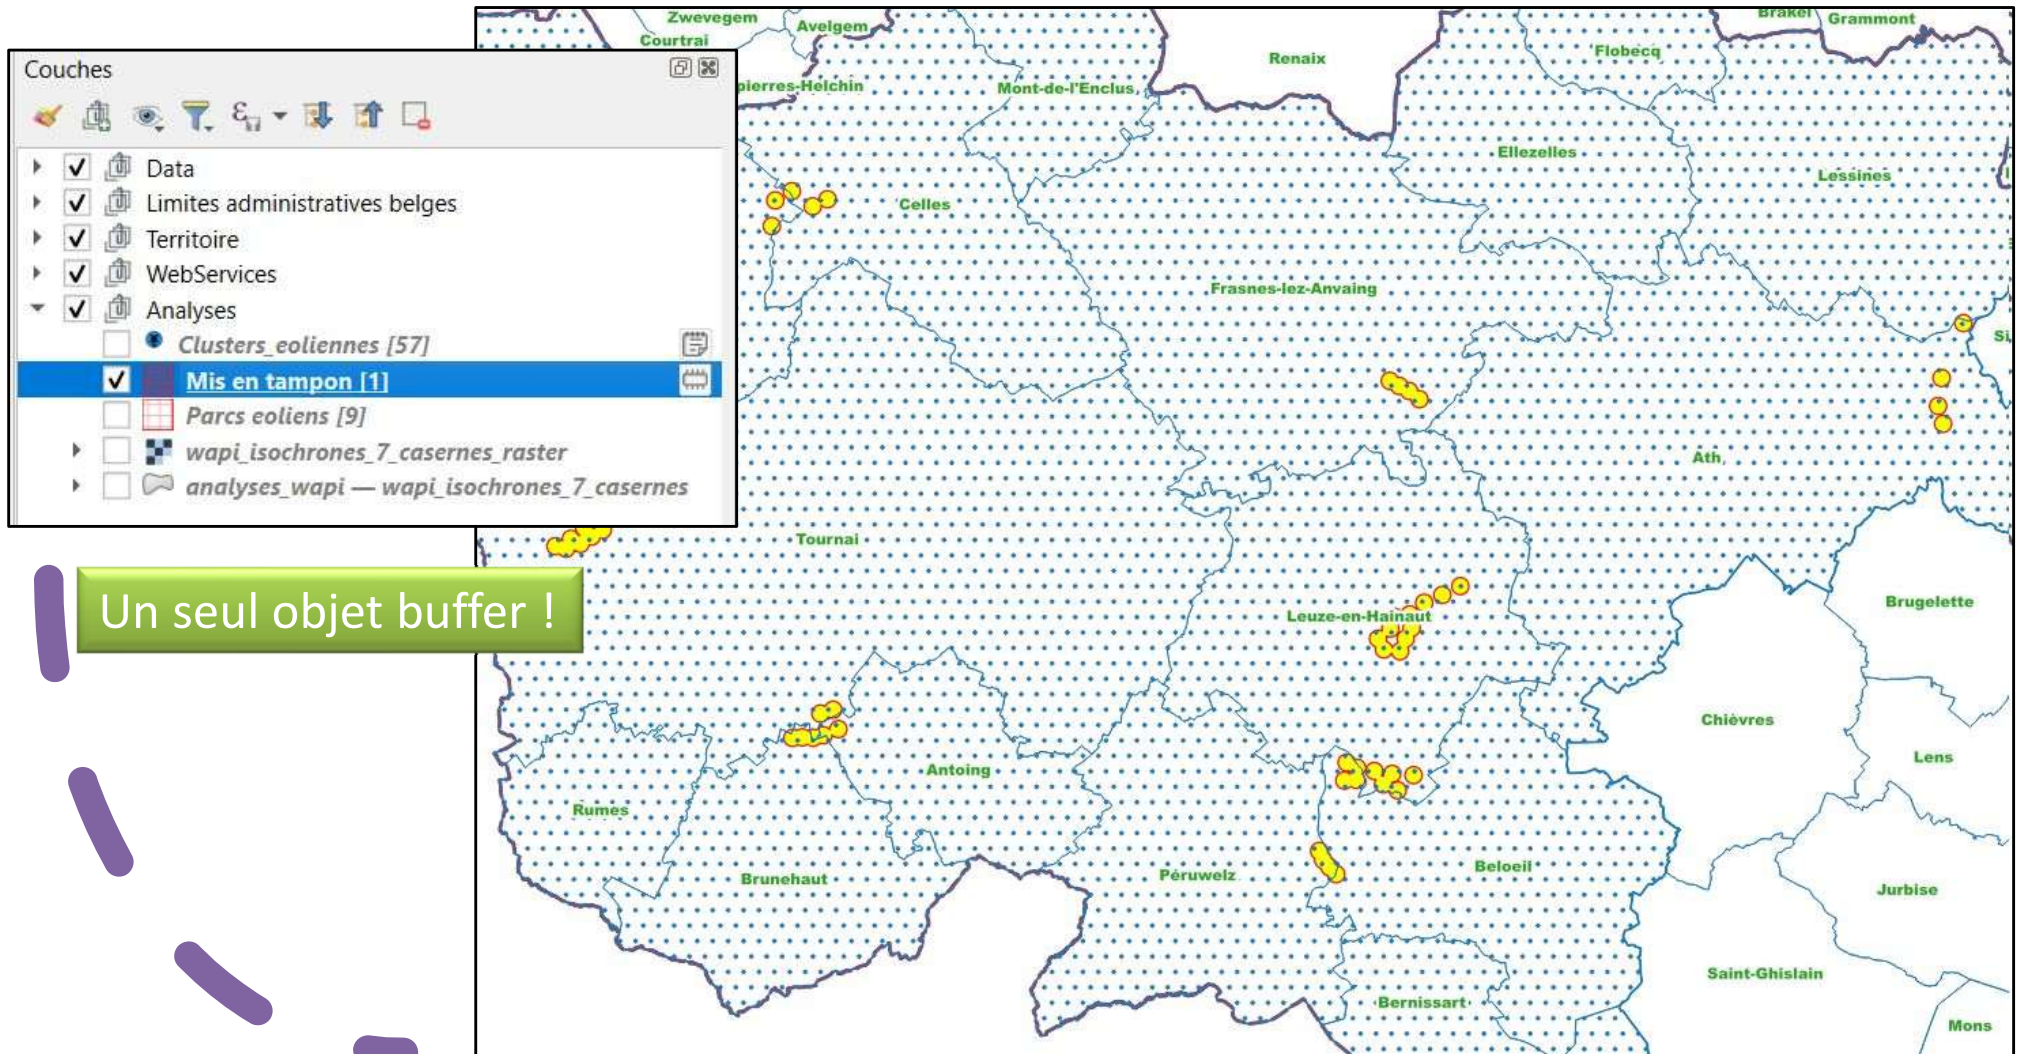 Couches
Data
Limites administratives belges
Territoire
WebServices
Analyses
Clusters_eoliennes [57]
Mis en tampon [1]
Parcs eoliens [9]
wapi_isochrones_7_casernes_raster
analyses_wapi — wapi_isochrones_7_casernes
Un seul objet buffer !
Zwevegem
Avelgem
Courtrai
Brakel
Grammont
Renaix
Flobecq
pierres-Helchin
Mont-de-l'Enclus
Ellezelles
Lessines
Celles
Frasnes-lez-Anvaing
Si
Ath
Tournai
Leuze-en-Hainaut
Brugelette
Chièvres
Lens
Antoing
Rumes
Brunehaut
Péruwelz
Beloeil
Jurbise
Saint-Ghislain
Bernissart
Mons